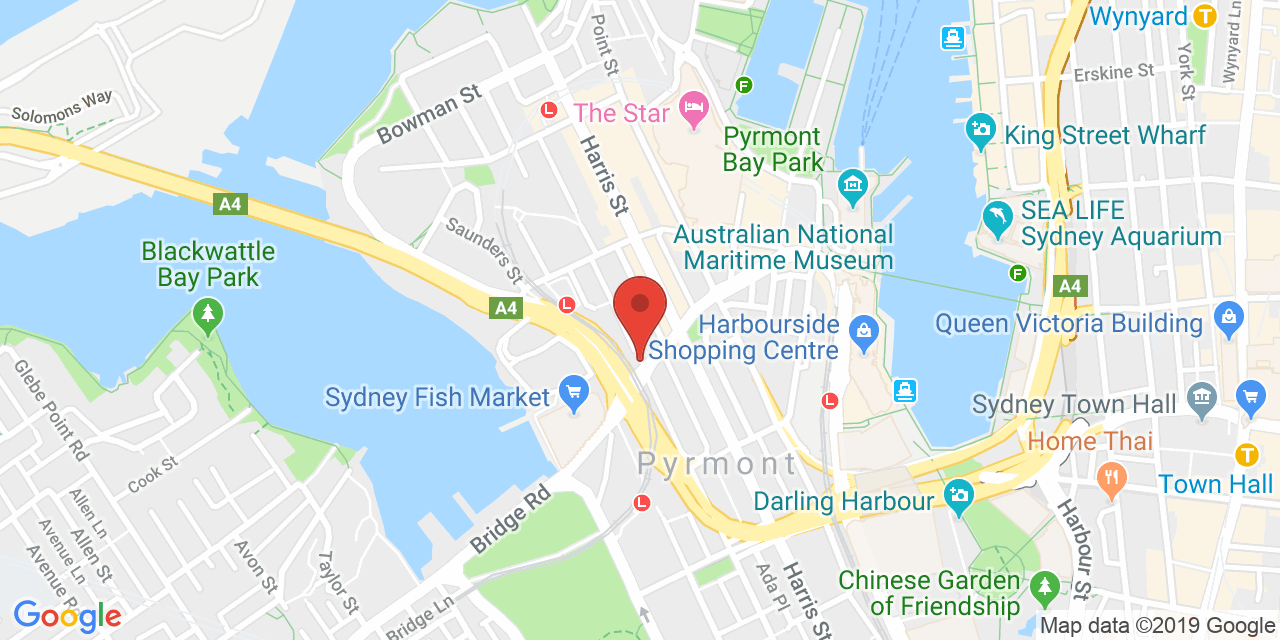 Wynyard
Erskine St
York St
Wynyard Ln
Point St
Solomons Way
Bowman St
The Star
Harris St
Pyrmont
Bay Park
King Street Wharf
A4
Saunders St
SEA LIFE
Sydney Aquarium
Australian National
Maritime Museum
Blackwattle
Bay Park
A4
A4
Harbourside
Shopping Centre
Queen Victoria Building
Sydney Fish Market
Sydney Town Hall
Home Thai
Glebe Point Rd
Cook St
Pyrmont
Darling Harbour
Town Hall
Allen Ln
Allen St
Avenue Ln
Avenue Rd
Avon St
Taylor St
Bridge Rd
Harbour St
Ada Pl
Harris St
Chinese Garden
of Friendship
Bridge Ln
Google
Map data ©2019 Google
F
F
L
L
L
L
T
T